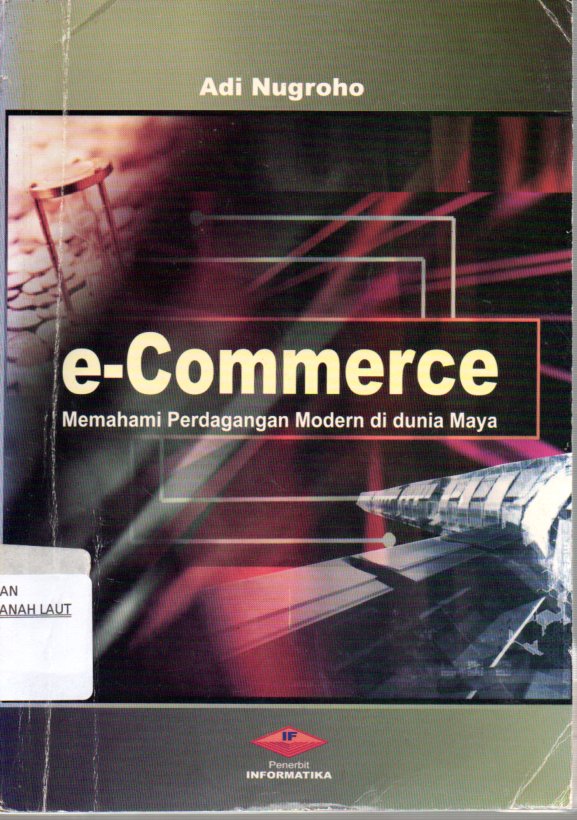 Adi Nugroho
e-Commerce
Memahami Perdagangan Modern di dunia Maya
AN
ANAH LAUT
IF
Penerbit
INFORMATIKA